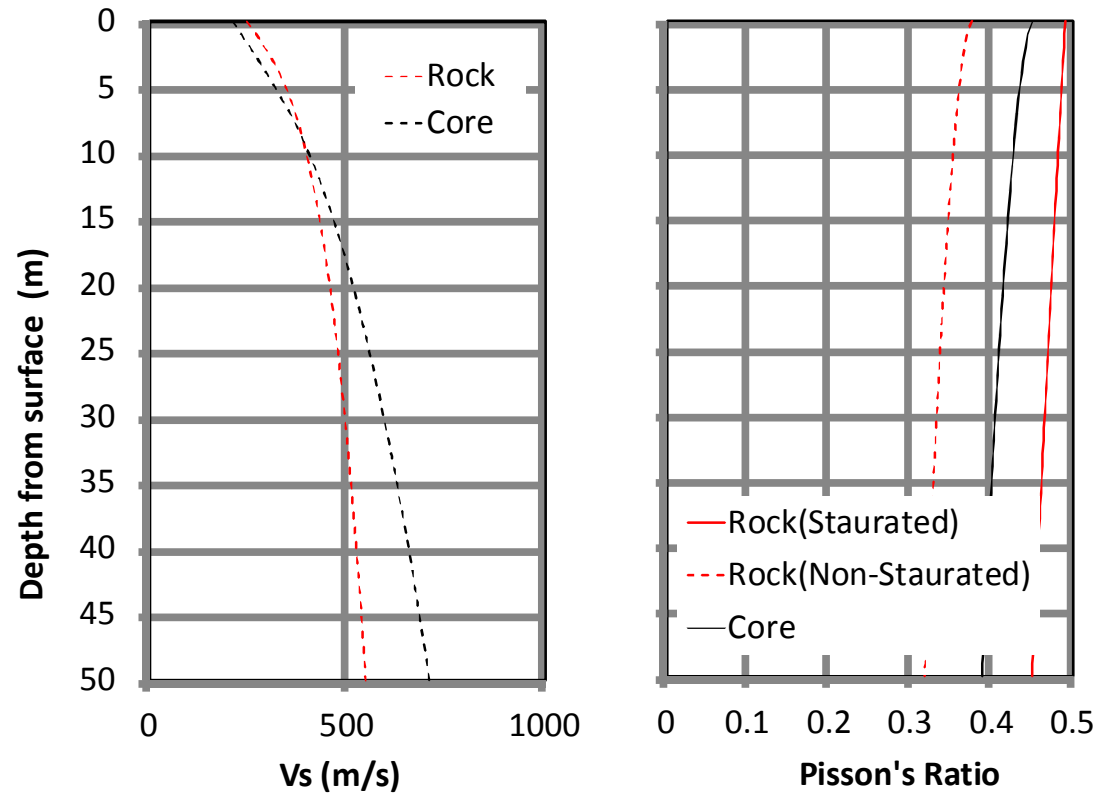 0
5
10
15
20
25
30
35
40
45
50
Depth from surface (m)
Rock
Core
0 500 1000
Vs (m/s)
Rock(Staurated)
Rock(Non-Staurated)
Core
0 0.1 0.2 0.3 0.4 0.5
Pisson's Ratio